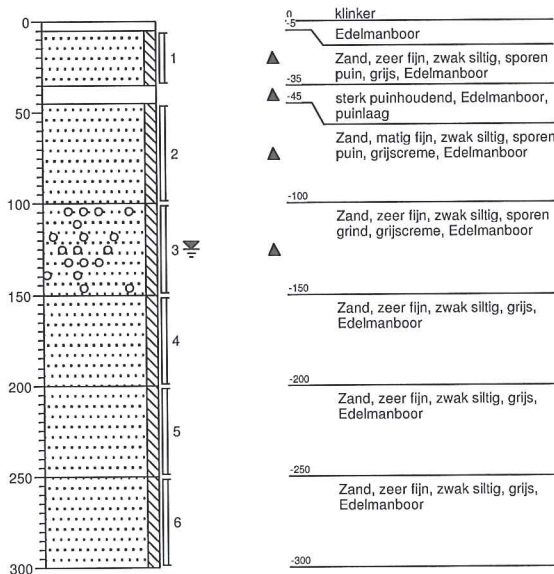 0
50
100
150
200
250
300
1
2
3
4
5
6
0
klinker
-5
Edelmanboor
Zand, zeer fijn, zwak siltig, sporen
puin, grijs, Edelmanboor
-35
sterk puinhoudend, Edelmanboor,
puinlaag
-45
Zand, matig fijn, zwak siltig, sporen
puin, grijscreme, Edelmanboor
-100
Zand, zeer fijn, zwak siltig, sporen
grind, grijscreme, Edelmanboor
-150
Zand, zeer fijn, zwak siltig, grijs,
Edelmanboor
-200
Zand, zeer fijn, zwak siltig, grijs,
Edelmanboor
-250
Zand, zeer fijn, zwak siltig, grijs,
Edelmanboor
-300